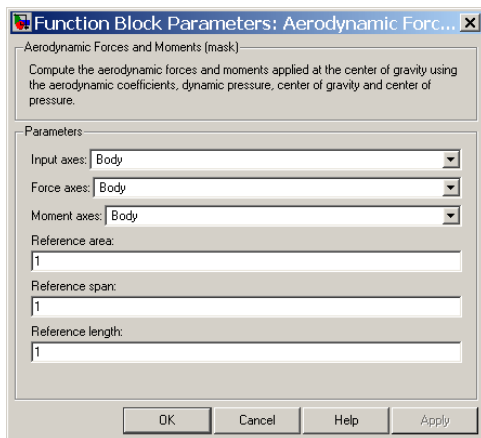 Function Block Parameters: Aerodynamic Forc...
Aerodynamic Forces and Moments (mask)
Compute the aerodynamic forces and moments applied at the center of gravity using
the aerodynamic coefficients, dynamic pressure, center of gravity and center of
pressure.
Parameters
Input axes: Body
Force axes: Body
Moment axes: Body
Reference area:
1
Reference span:
1
Reference length:
1
OK Cancel Help Apply